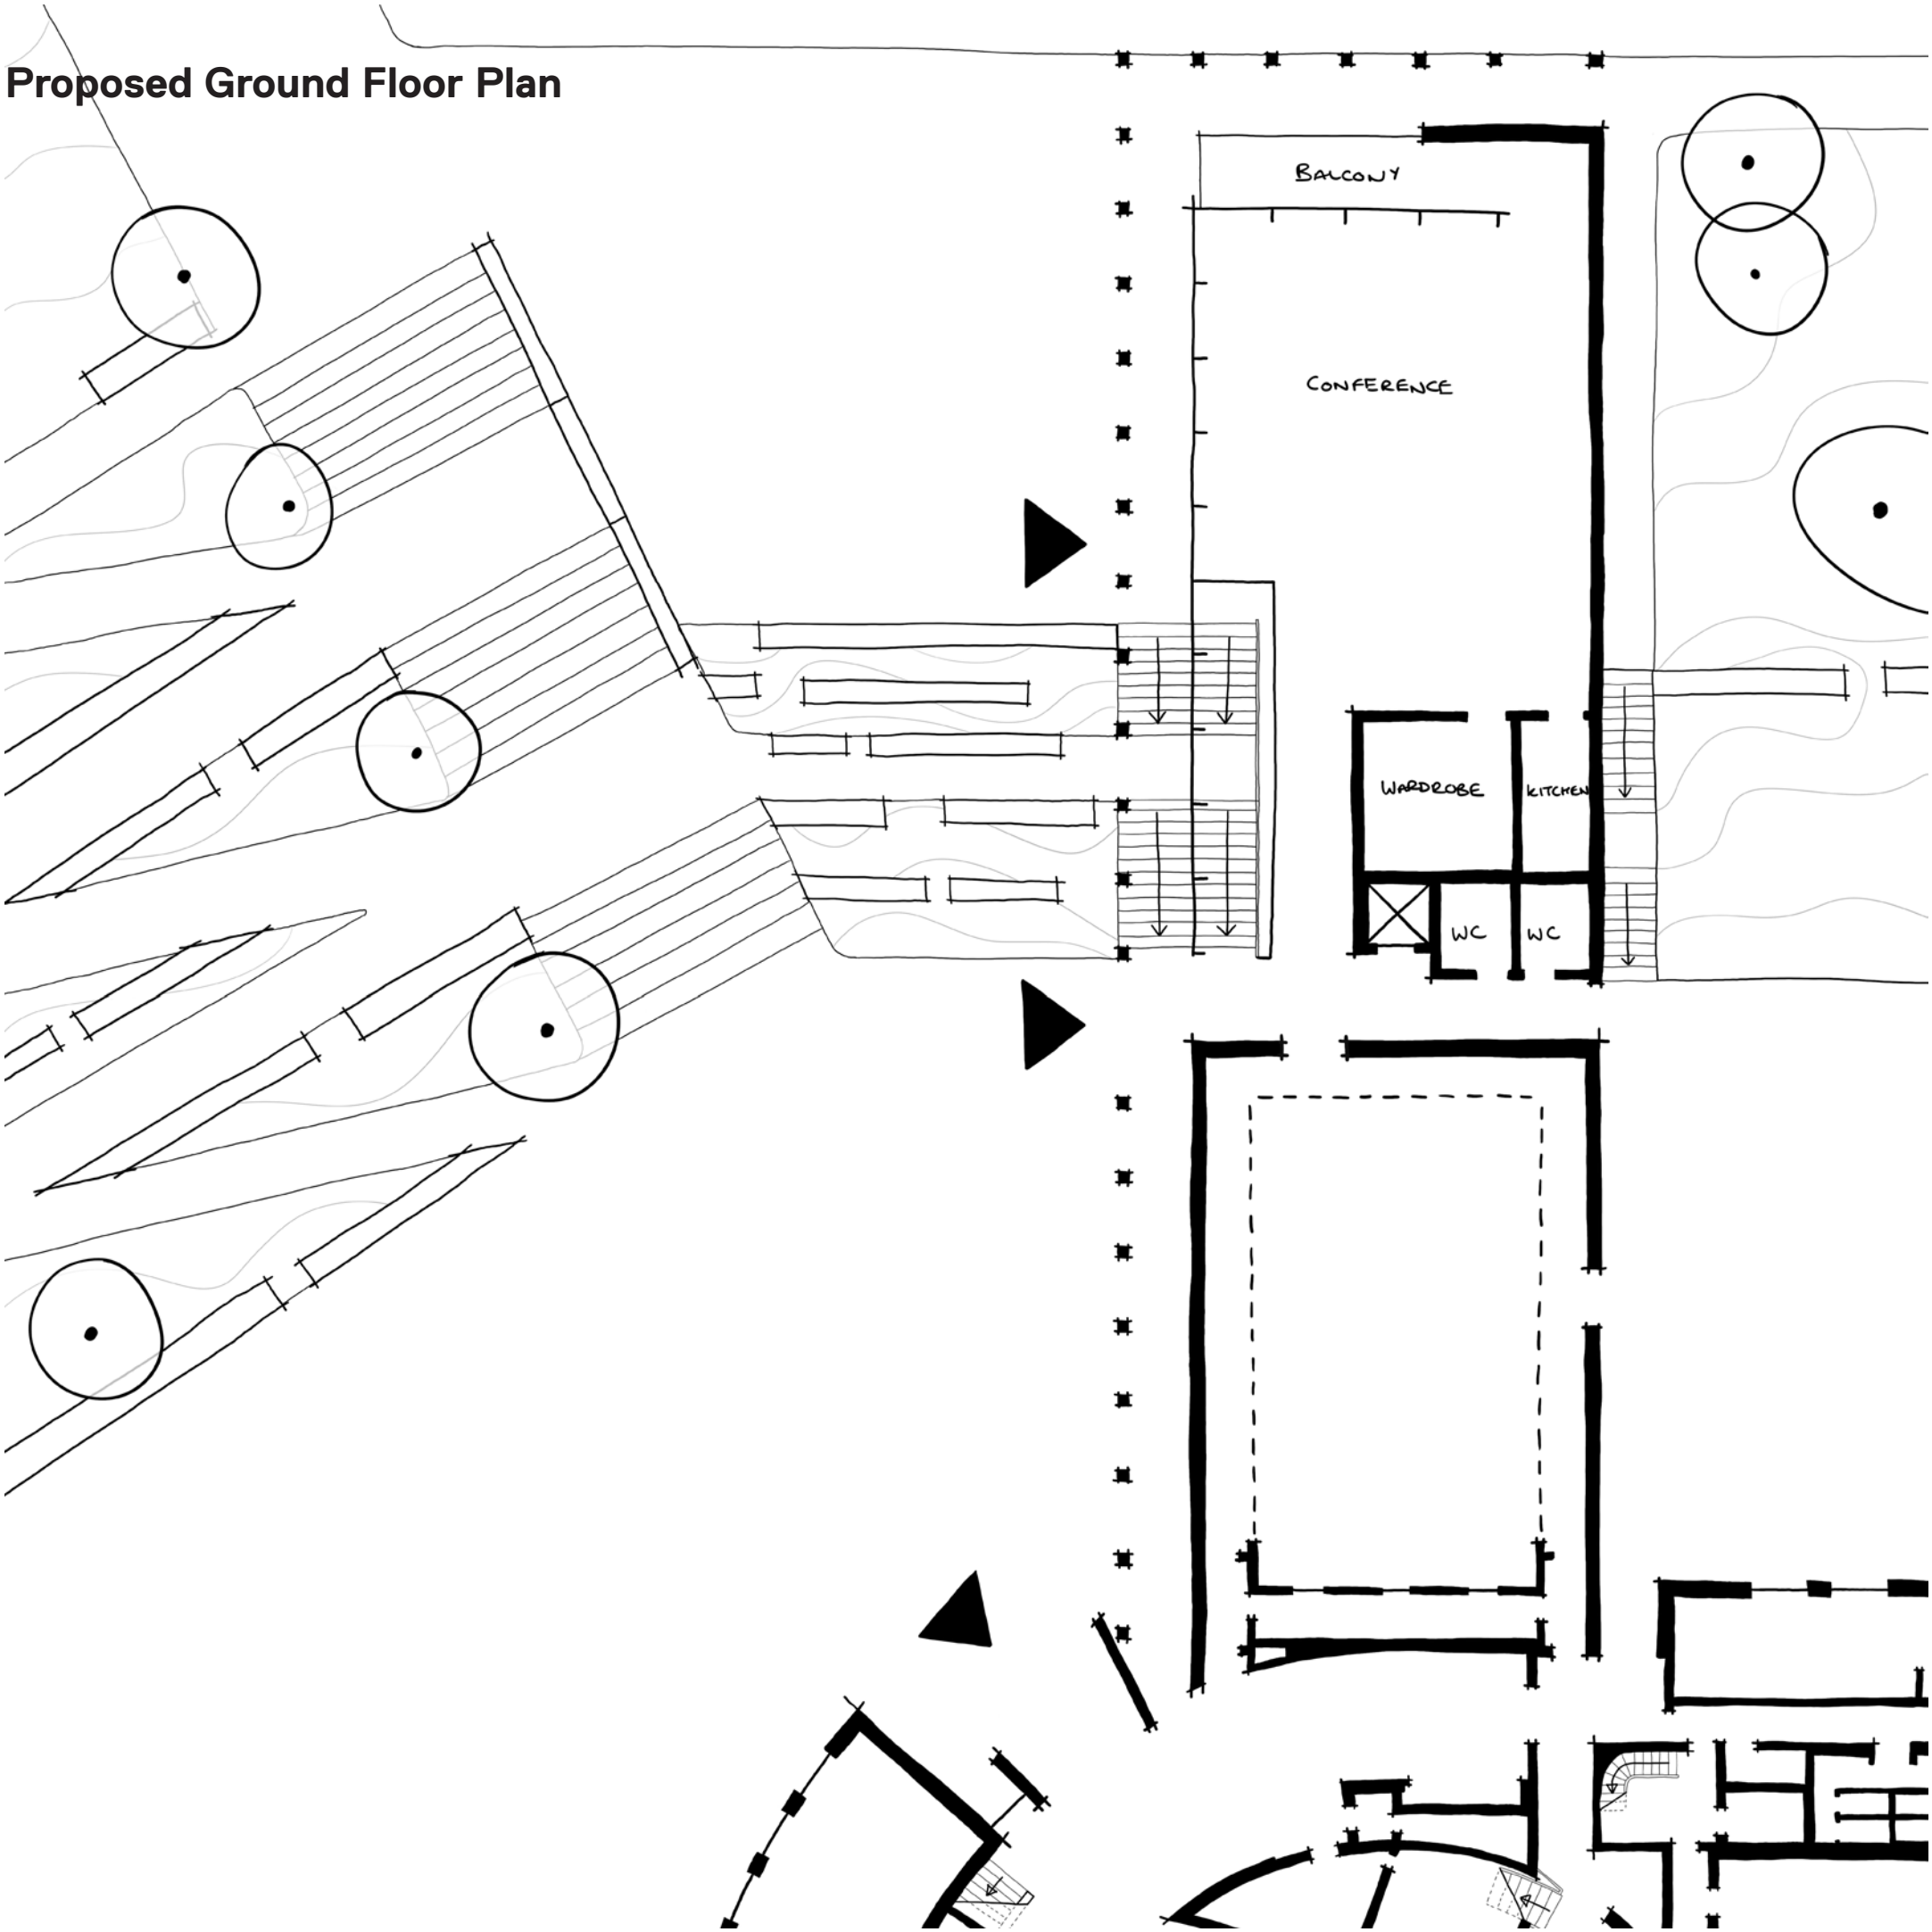 Proposed Ground Floor Plan
BALCONY
CONFERENCE
WARDROBE
KITCHEN
WC
WC